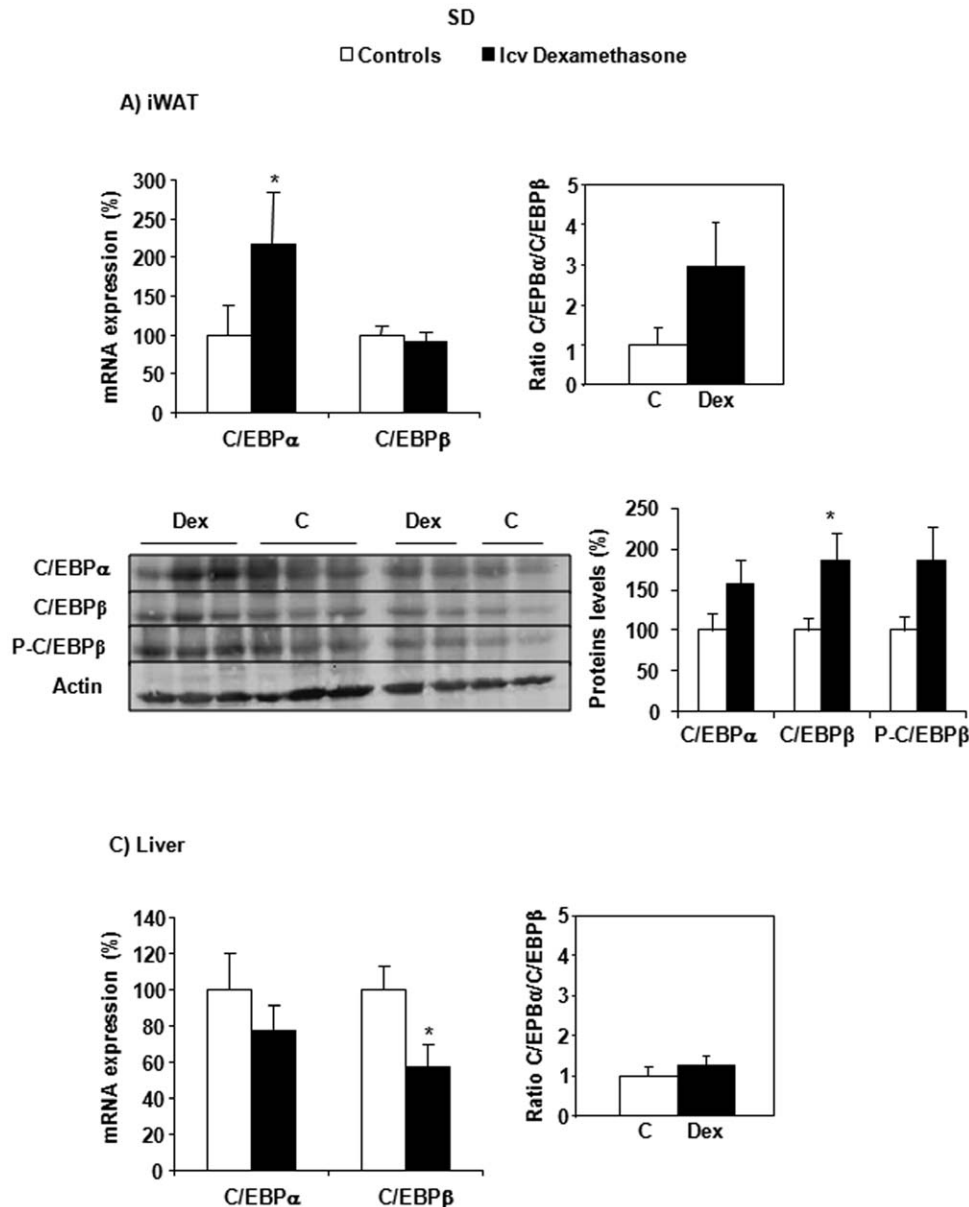 SD
Controls Icv Dexamethasone
A) iWAT
mRNA expression (%)
300
250
200
150
100
50
0
*
C/EBPα C/EBPβ
Ratio C/EPBα/C/EBPβ
5
4
3
2
1
0
C Dex
Dex C Dex C
C/EBPα
C/EBPβ
P-C/EBPβ
Actin
Proteins levels (%)
250
200
150
100
50
0
*
C/EBPα C/EBPβ P-C/EBPβ
C) Liver
mRNA expression (%)
140
120
100
80
60
40
20
0
*
C/EBPα C/EBPβ
Ratio C/EPBα/C/EBPβ
5
4
3
2
1
0
C Dex